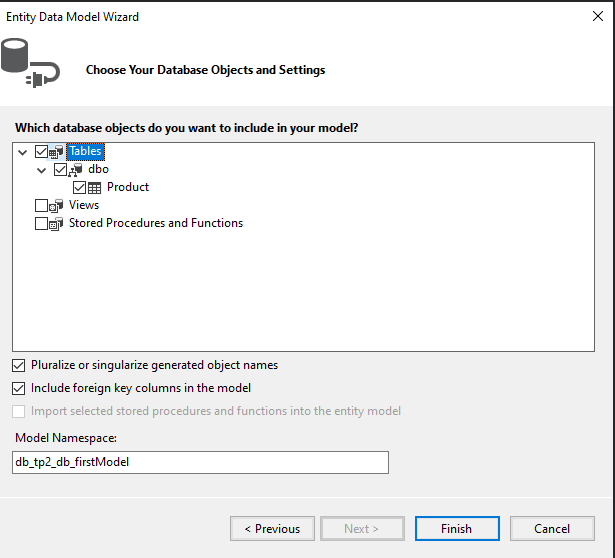 Entity Data Model Wizard
Choose Your Database Objects and Settings
Which database objects do you want to include in your model?
Tables
dbo
Product
Views
Stored Procedures and Functions
Pluralize or singularize generated object names
Include foreign key columns in the model
Import selected stored procedures and functions into the entity model
Model Namespace:
db_tp2_db_firstModel
< Previous
Next >
Finish
Cancel